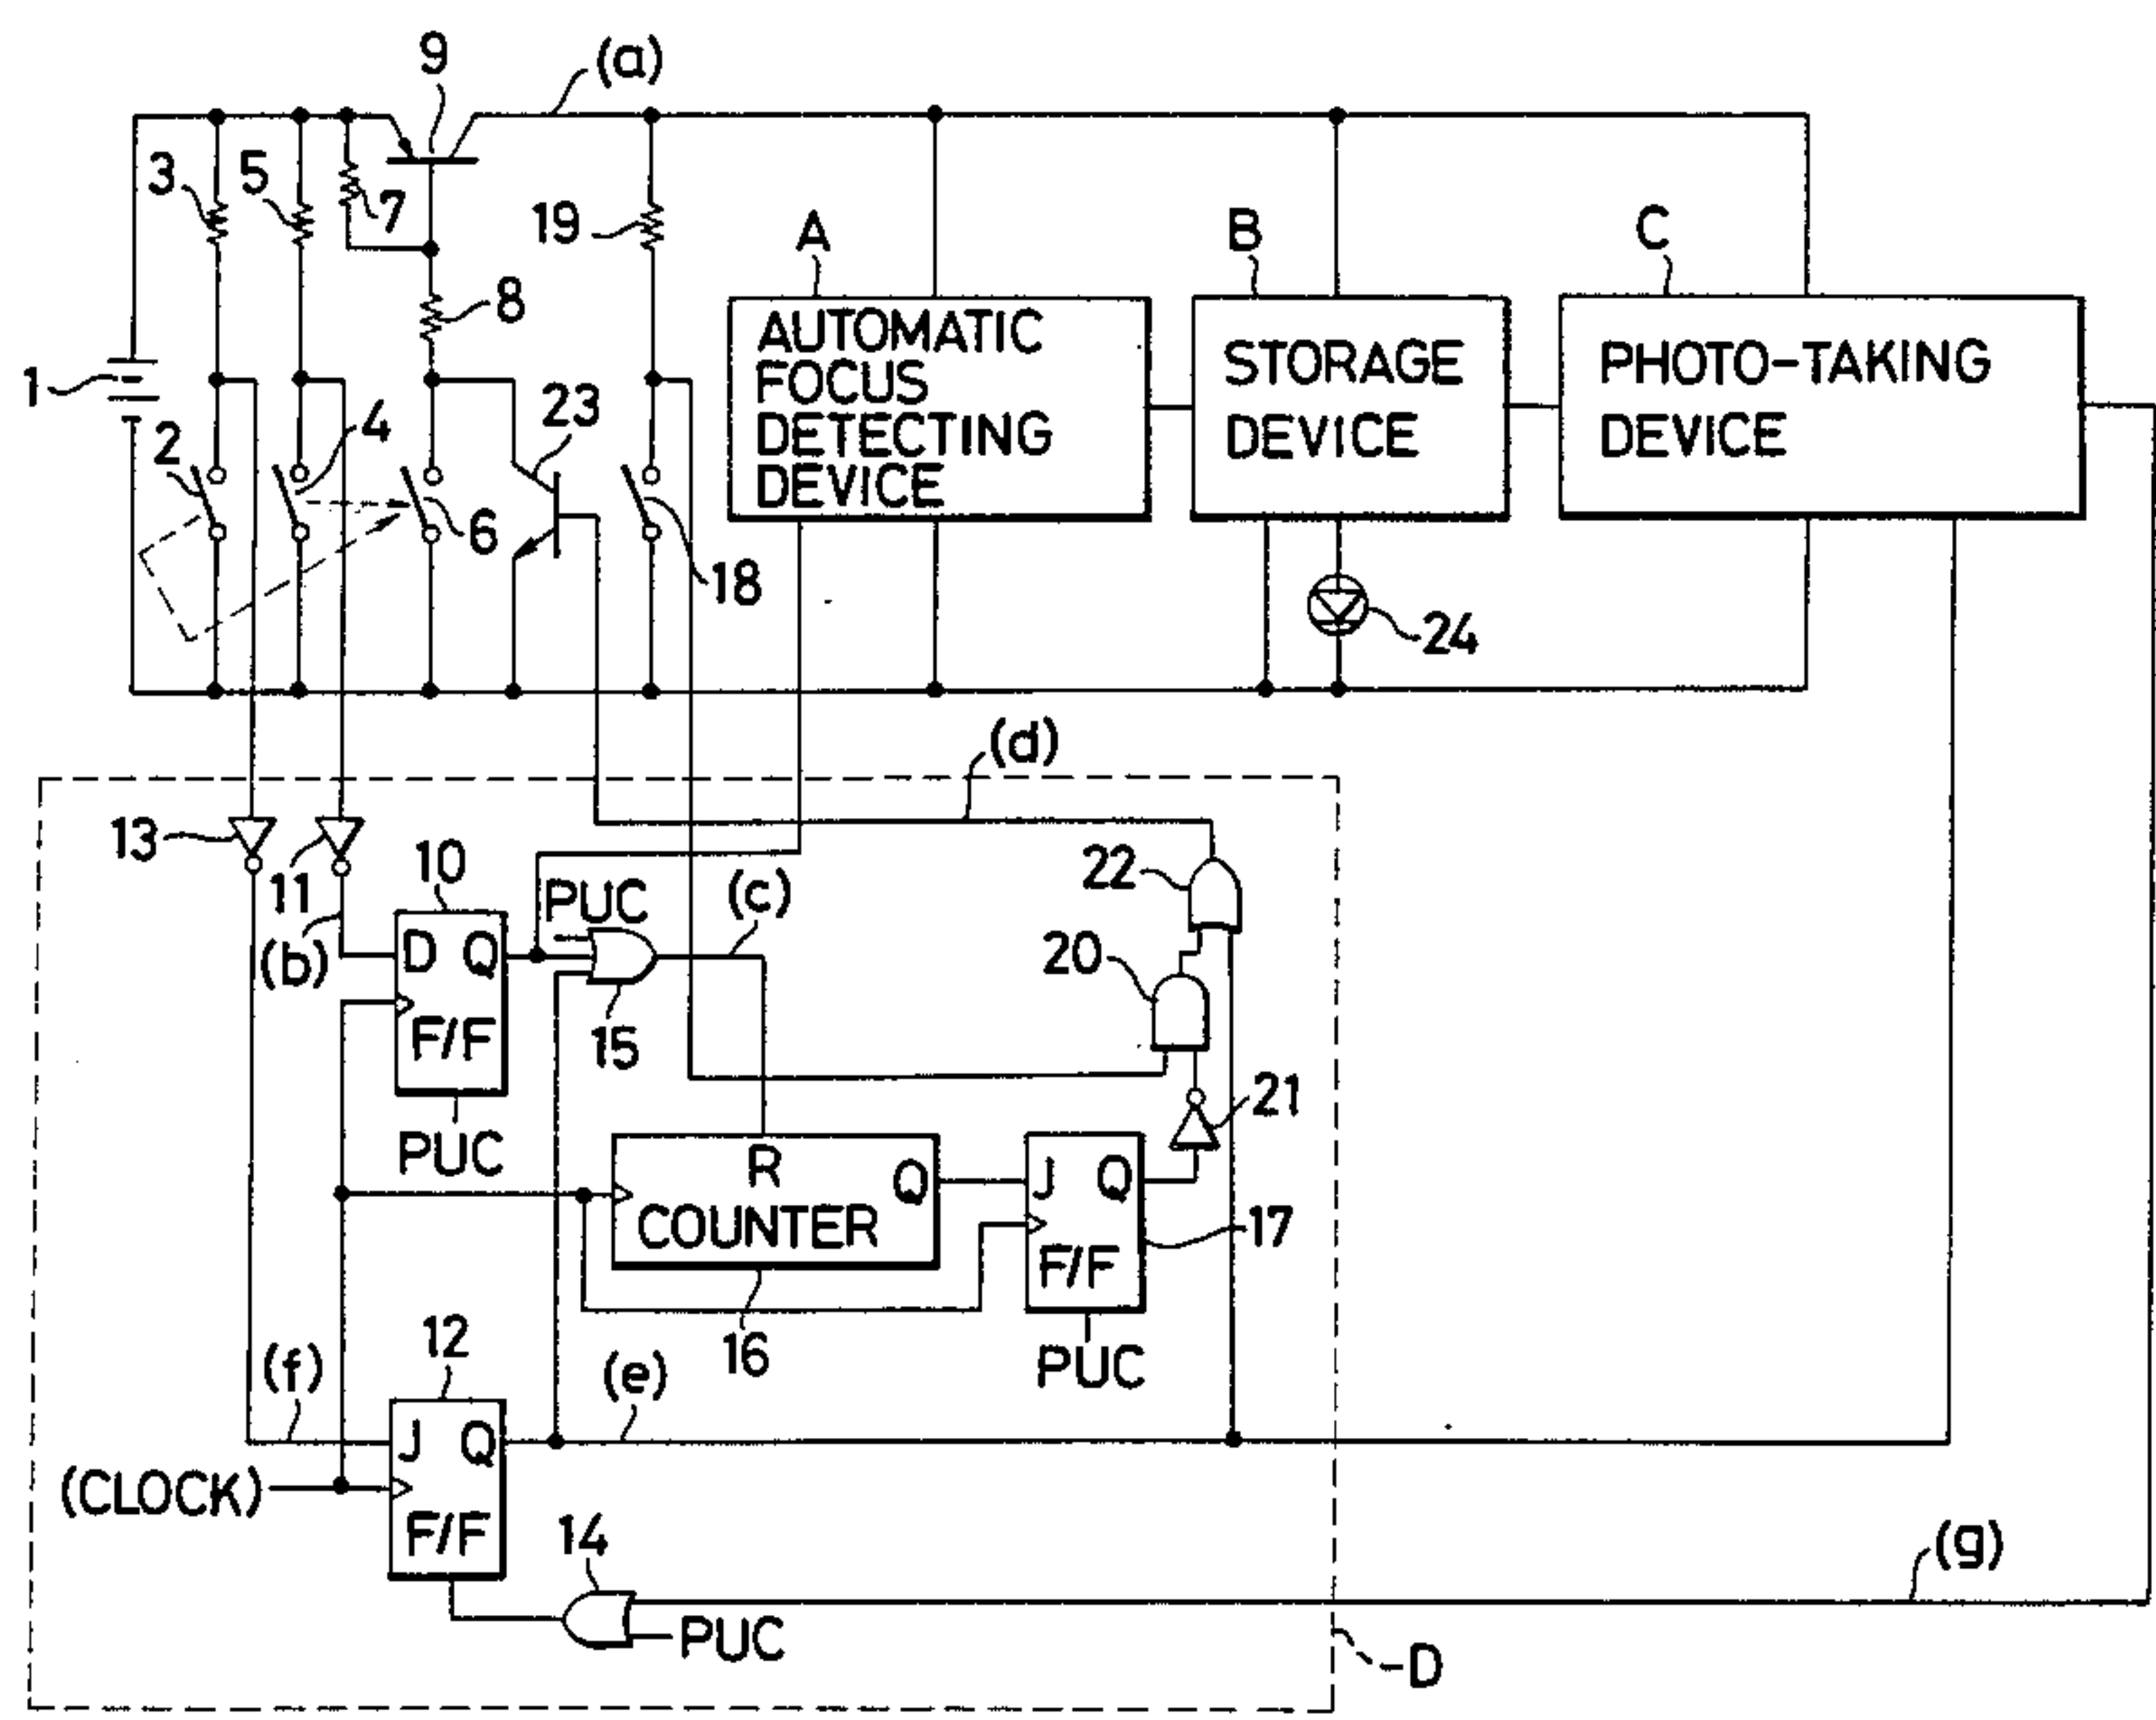 9
(a)
3
5
7
19
A
B
C
8
AUTOMATIC
FOCUS
DETECTING
DEVICE
STORAGE
DEVICE
PHOTO-TAKING
DEVICE
1
2
4
23
6
18
24
(d)
13
11
10
PUC
(c)
22
(b)
D Q
F/F
20
15
PUC
21
R
Q
COUNTER
J Q
F/F
17
16
PUC
12
(f)
(e)
J Q
(CLOCK)
F/F
14
(g)
PUC
D